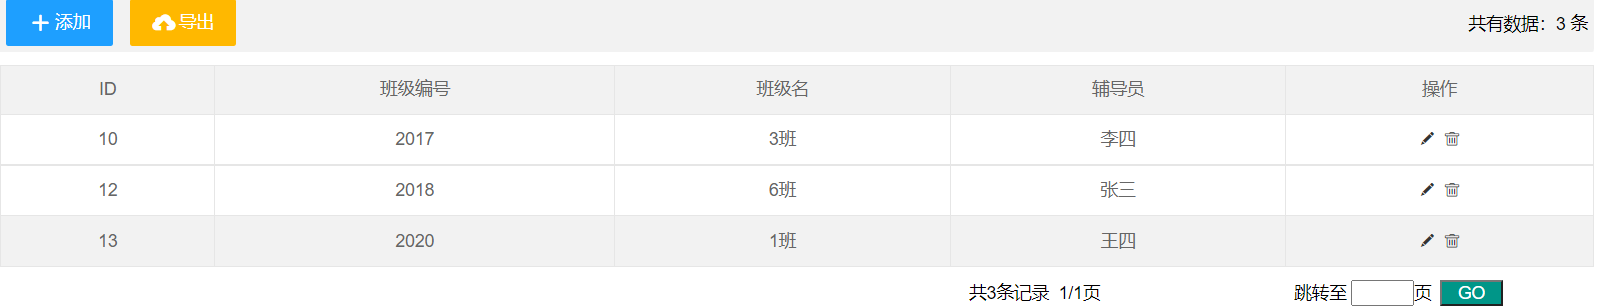 添加 导出 共有数据：3 条
ID 班级编号 班级名 辅导员 操作
10 2017 3班 李四
12 2018 6班 张三
13 2020 1班 王四
共3条记录 1/1页 跳转至 页 GO